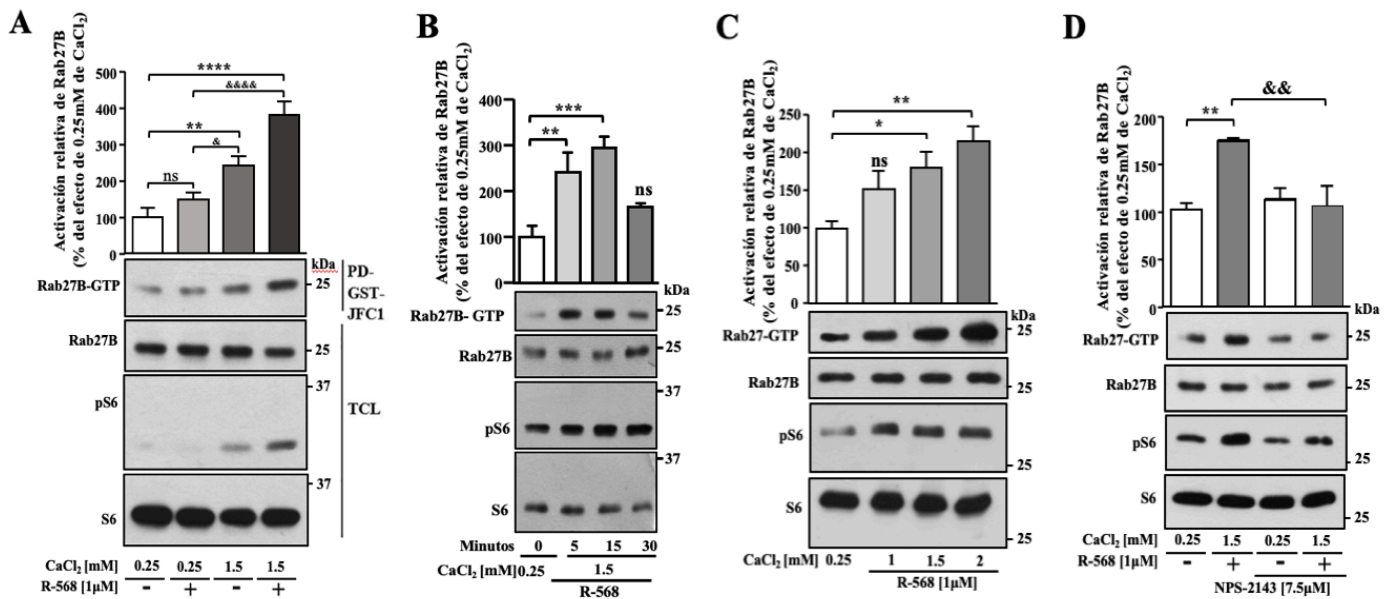 A
Activación relativa de Rab27B
(% del efecto de 0.25mM de CaCl2)
500
400
300
200
100
0
****
&&&&
**
&
ns
kDa
Rab27B-GTP
25
PD-
GST-
JFC1
Rab27B
25
37
pS6
TCL
37
S6
CaCl2 [mM] 0.25 0.25 1.5 1.5
R-568 [1µM] - + - +
B
Activación relativa de Rab27B
(% del efecto de 0.25mM de CaCl2)
400
300
200
100
0
***
**
ns
kDa
Rab27B- GTP
25
Rab27B
25
37
pS6
37
S6
Minutos 0 5 15 30
CaCl2 [mM] 0.25 1.5
R-568
C
Activación relativa de Rab27B
(% del efecto de 0.25mM de CaCl2)
250
200
150
100
50
0
**
*
ns
kDa
Rab27-GTP
25
Rab27B
25
pS6
25
S6
25
CaCl2 [mM] 0.25 1 1.5 2
R-568 [1µM]
D
Activación relativa de Rab27B
(% del efecto de 0.25mM de CaCl2)
200
150
100
50
0
&&
**
kDa
Rab27-GTP
25
Rab27B
25
pS6
25
S6
25
CaCl2 [mM] 0.25 1.5 0.25 1.5
R-568 [1µM] - + - +
NPS-2143 [7.5µM]